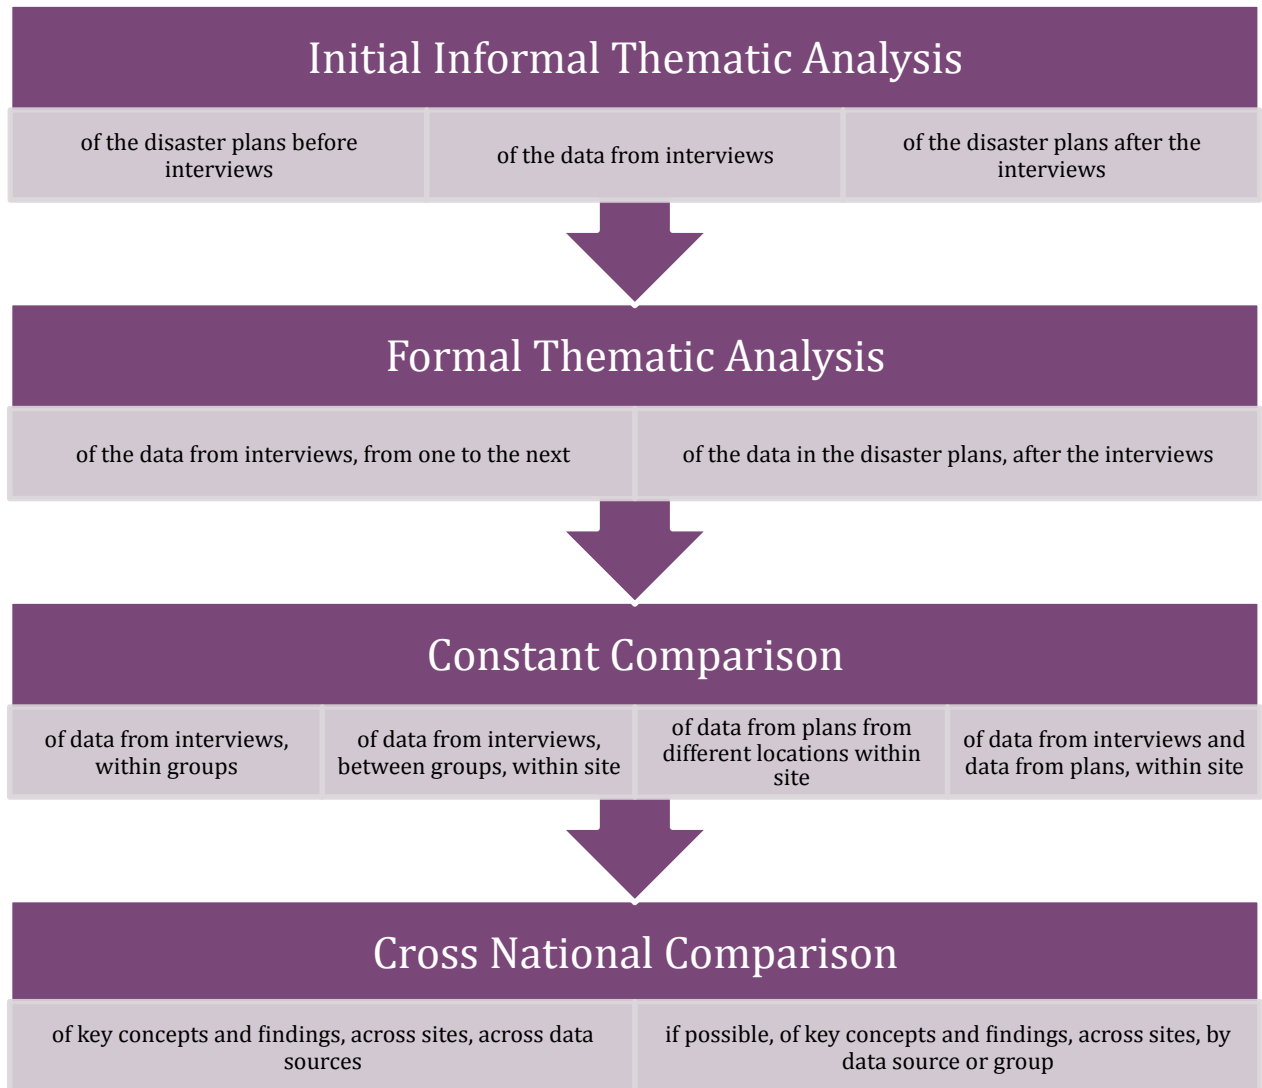 Initial Informal Thematic Analysis
of the disaster plans before
interviews
of the data from interviews
of the disaster plans after the
interviews
Formal Thematic Analysis
of the data from interviews, from one to the next
of the data in the disaster plans, after the interviews
Constant Comparison
of data from interviews,
within groups
of data from interviews,
between groups, within site
of data from plans from
different locations within
site
of data from interviews and
data from plans, within site
Cross National Comparison
of key concepts and findings, across sites, across data
sources
if possible, of key concepts and findings, across sites, by
data source or group